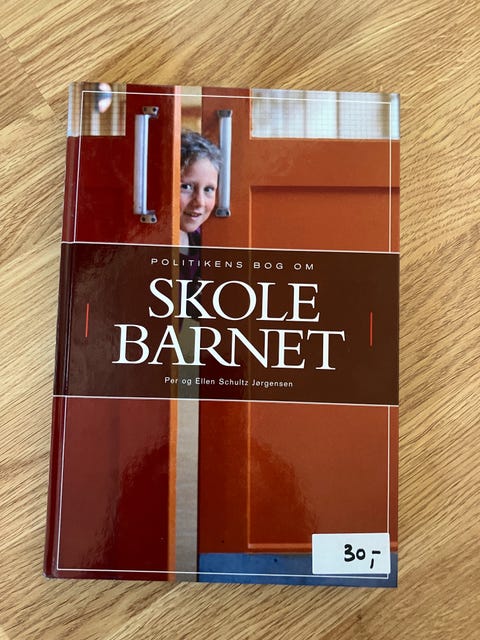 POLITIKENS BOG OM
SKOLE
BARNET
Per og Ellen Schultz Jørgensen
30,-